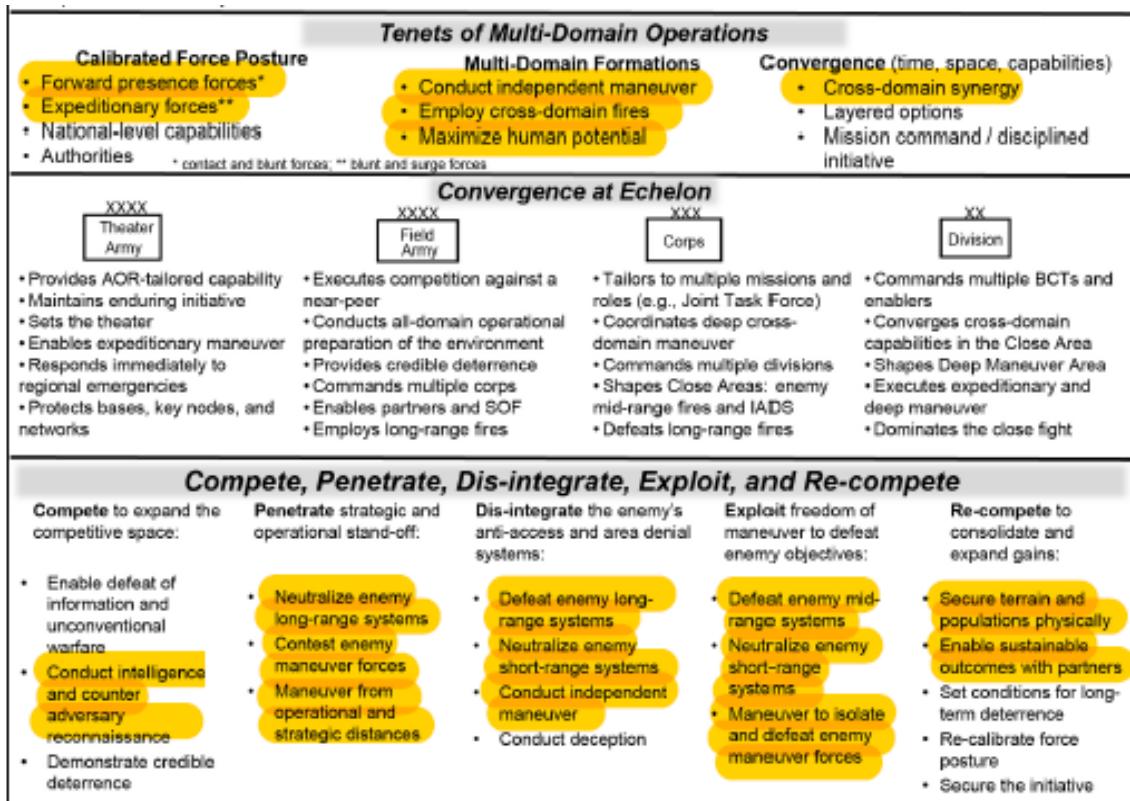 Tenets of Multi-Domain Operations
Calibrated Force Posture
• Forward presence forces*
• Expeditionary forces**
• National-level capabilities
• Authorities
* contact and blunt forces; ** blunt and surge forces
Multi-Domain Formations
• Conduct independent maneuver
• Employ cross-domain fires
• Maximize human potential
Convergence (time, space, capabilities)
• Cross-domain synergy
• Layered options
• Mission command / disciplined
initiative
Convergence at Echelon
XXXX
Theater
Army
• Provides AOR-tailored capability
• Maintains enduring initiative
• Sets the theater
• Enables expeditionary maneuver
• Responds immediately to
regional emergencies
• Protects bases, key nodes, and
networks
XXXX
Field
Army
• Executes competition against a
near-peer
• Conducts all-domain operational
preparation of the environment
• Provides credible deterrence
• Commands multiple corps
• Enables partners and SOF
• Employs long-range fires
XXX
Corps
• Tailors to multiple missions and
roles (e.g., Joint Task Force)
• Coordinates deep cross-
domain maneuver
• Commands multiple divisions
• Shapes Close Areas: enemy
mid-range fires and IADS
• Defeats long-range fires
XX
Division
• Commands multiple BCTs and
enablers
• Converges cross-domain
capabilities in the Close Area
• Shapes Deep Maneuver Area
• Executes expeditionary and
deep maneuver
• Dominates the close fight
Compete, Penetrate, Dis-integrate, Exploit, and Re-compete
Compete to expand the
competitive space:
• Enable defeat of
information and
unconventional
warfare
• Conduct intelligence
and counter
adversary
reconnaissance
• Demonstrate credible
deterrence
Penetrate strategic and
operational stand-off:
• Neutralize enemy
long-range systems
• Contest enemy
maneuver forces
• Maneuver from
operational and
strategic distances
Dis-integrate the enemy's
anti-access and area denial
systems:
• Defeat enemy long-
range systems
• Neutralize enemy
short-range systems
• Conduct independent
maneuver
• Conduct deception
Exploit freedom of
maneuver to defeat
enemy objectives:
• Defeat enemy mid-
range systems
• Neutralize enemy
short-range
systems
• Maneuver to isolate
and defeat enemy
maneuver forces
Re-compete to
consolidate and
expand gains:
• Secure terrain and
populations physically
• Enable sustainable
outcomes with partners
• Set conditions for long-
term deterrence
• Re-calibrate force
posture
• Secure the initiative